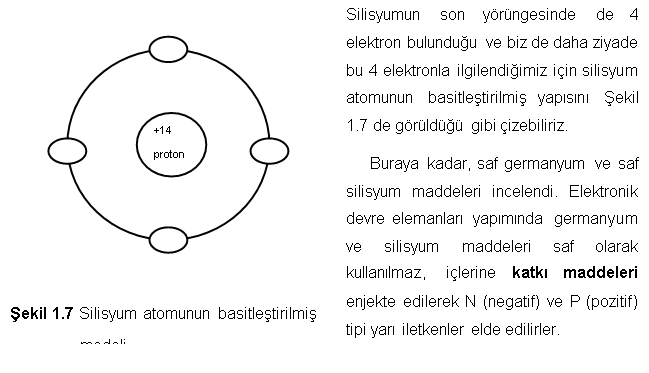 +14
proton
Şekil 1.7 Silisyum atomunun basitleştirilmiş
Silisyumun son yörüngesinde de 4
elektron bulunduğu ve biz de daha ziyade
bu 4 elektronla ilgilendiğimiz için silisyum
atomunun basitleştirilmiş yapısını Şekil
1.7 de görüldüğü gibi çizebiliriz.
Buraya kadar, saf germanyum ve saf
silisyum maddeleri incelendi. Elektronik
devre elemanları yapımında germanyum
ve silisyum maddeleri saf olarak
kullanılmaz, içlerine katkı maddeleri
enjekte edilerek N (negatif) ve P (pozitif)
tipi yarı iletkenler elde edilirler.